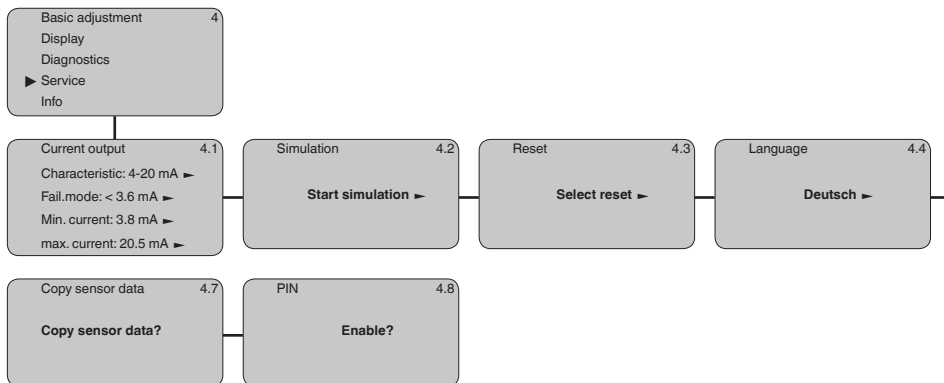 Basic adjustment 4
Display
Diagnostics
▶ Service
Info
Current output 4.1
Characteristic: 4-20 mA ►
Fail.mode: < 3.6 mA ►
Min. current: 3.8 mA ►
max. current: 20.5 mA ►
Simulation 4.2
Start simulation ►
Reset 4.3
Select reset ►
Language 4.4
Deutsch ►
Copy sensor data 4.7
Copy sensor data?
PIN 4.8
Enable?